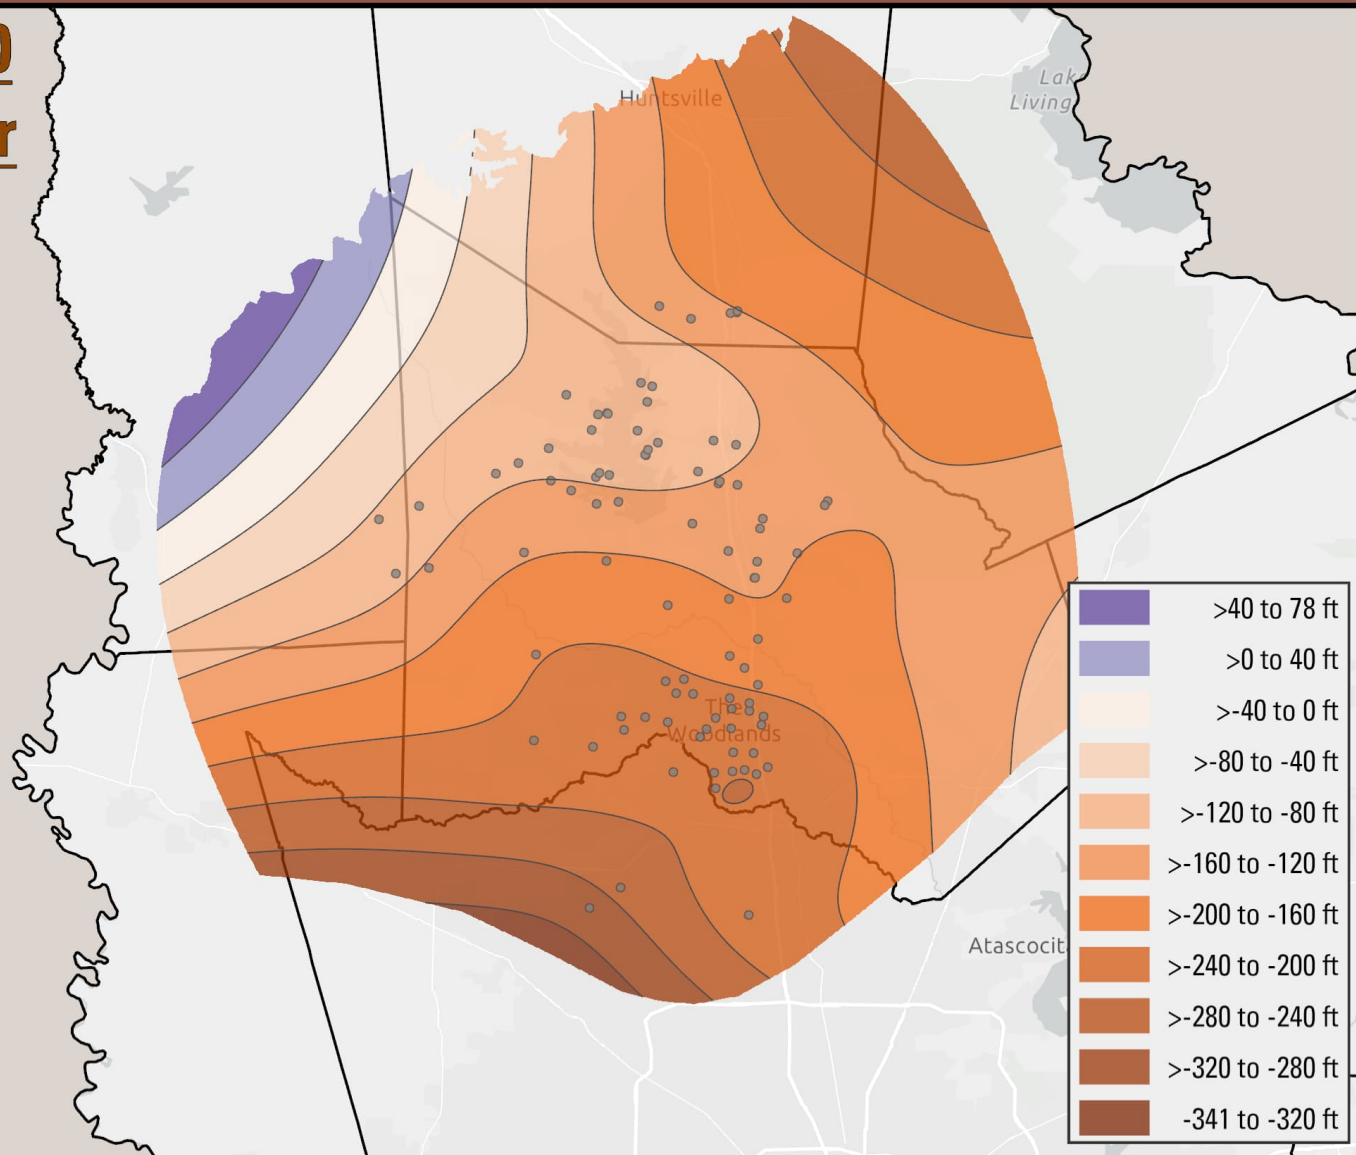 Huntsville
Lak
Living
The
Woodlands
Atascocit
>40 to 78 ft
>0 to 40 ft
>-40 to 0 ft
>-80 to -40 ft
>-120 to -80 ft
>-160 to -120 ft
>-200 to -160 ft
>-240 to -200 ft
>-280 to -240 ft
>-320 to -280 ft
-341 to -320 ft